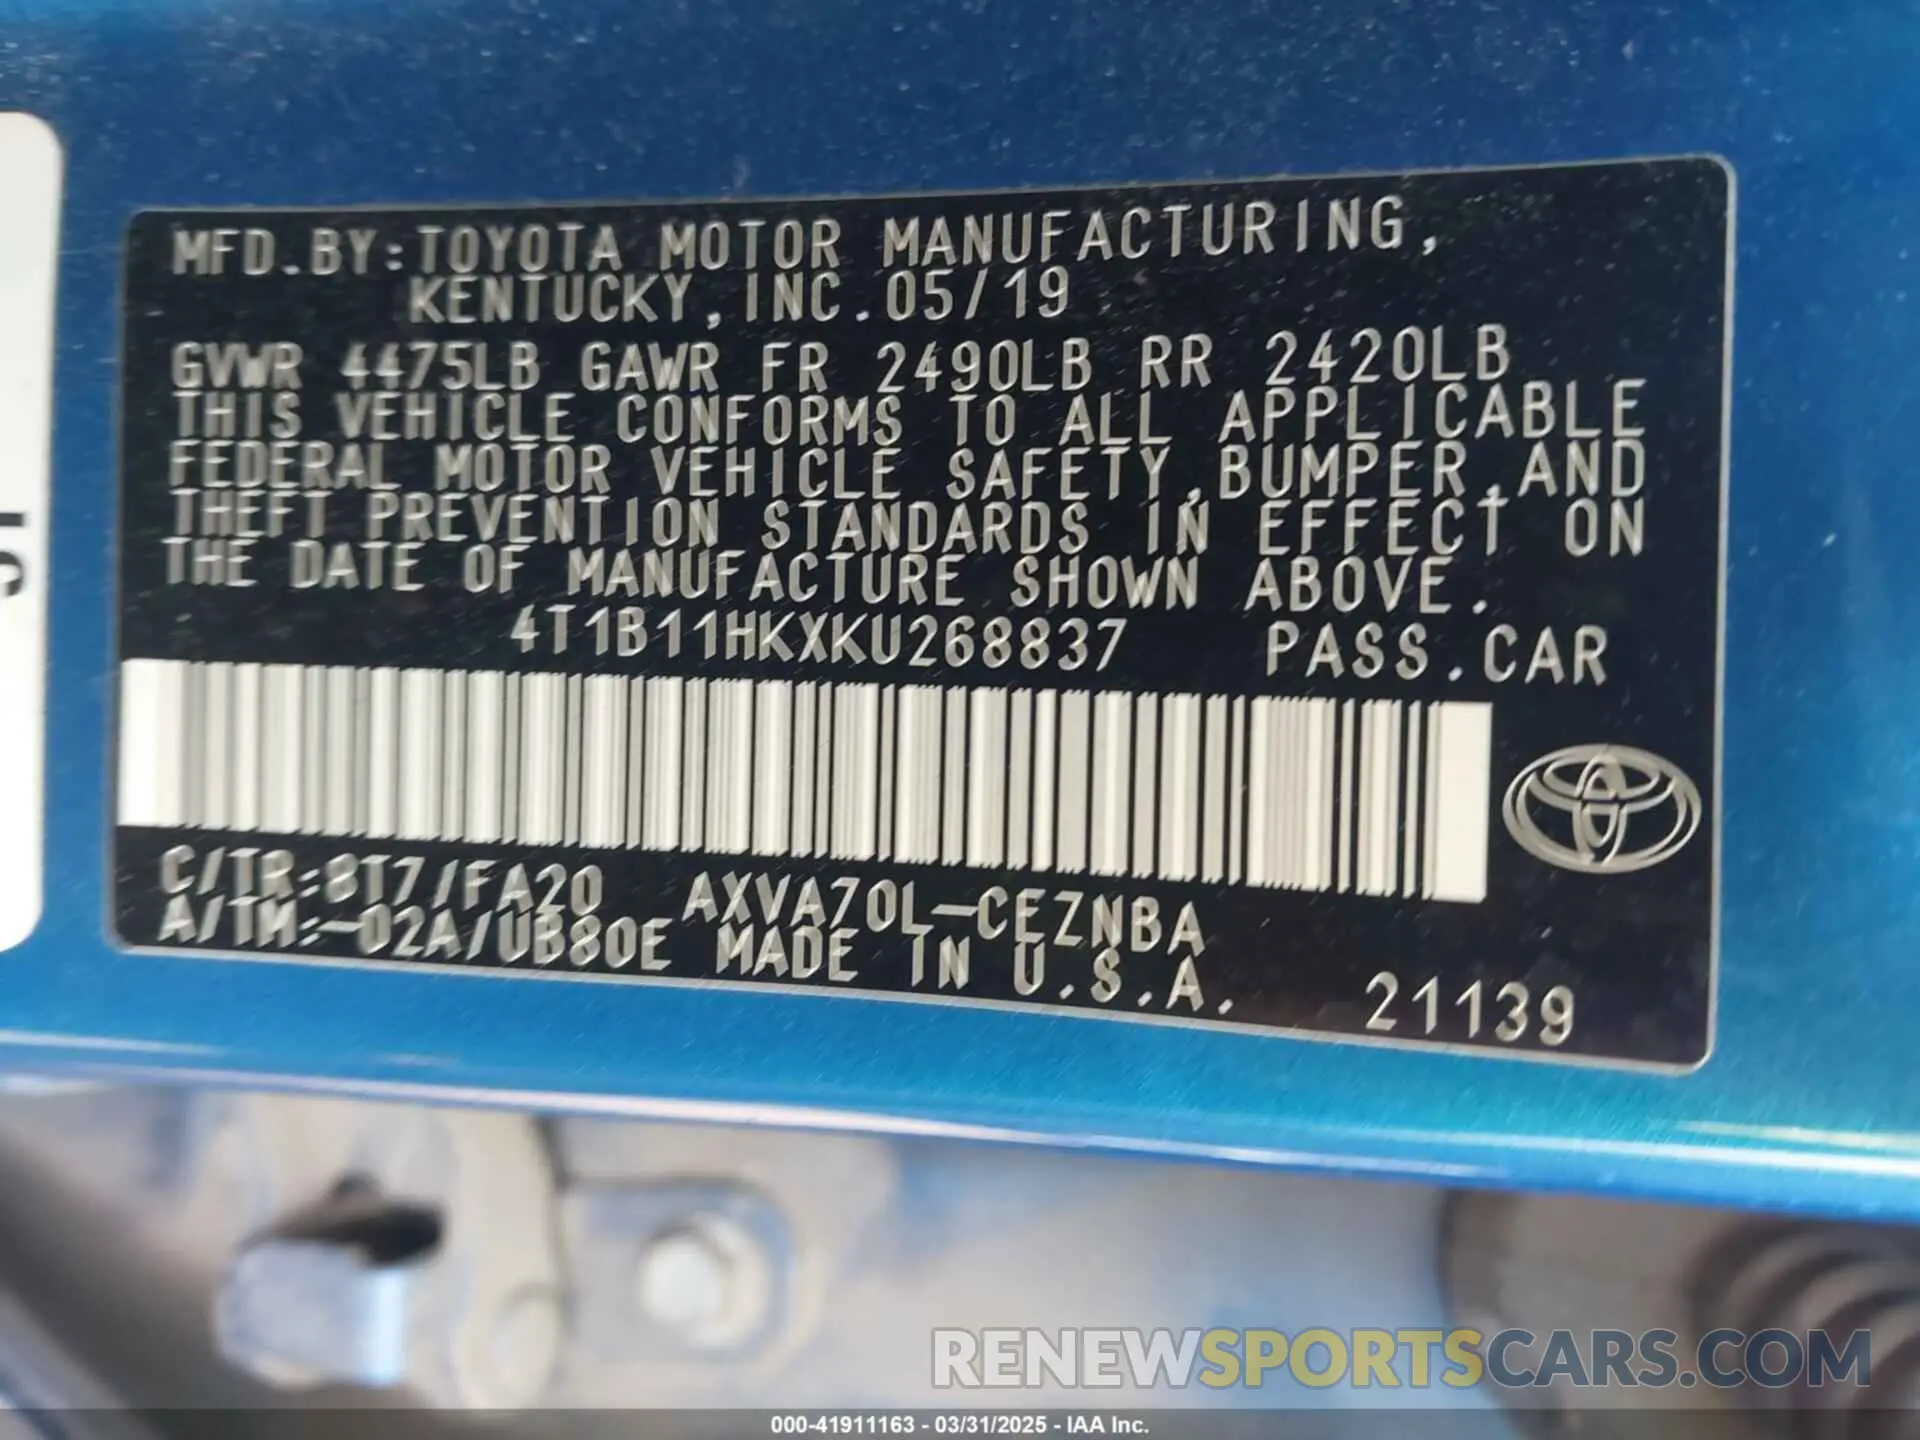 MFD.BY:TOYOTA MOTOR MANUFACTURING,
KENTUCKY,INC.05/19
GVWR 4475LB GAWR FR 2490LB RR 2420LB
THIS VEHICLE CONFORMS TO ALL APPLICABLE
FEDERAL MOTOR VEHICLE SAFETY,BUMPER,AND
THEFT PREVENTION STANDARDS IN EFFECT ON
THE DATE OF MANUFACTURE SHOWN ABOVE.
4T1B11HKXKU268837 PASS.CAR
C/TR:8T7/FA20 AXVA70L-CEZNBA
A/TM:-02A/UB80E MADE IN U.S.A. 21139
RENEWSPORTSCARS.COM
000-41911163 - 03/31/2025 - IAA Inc.